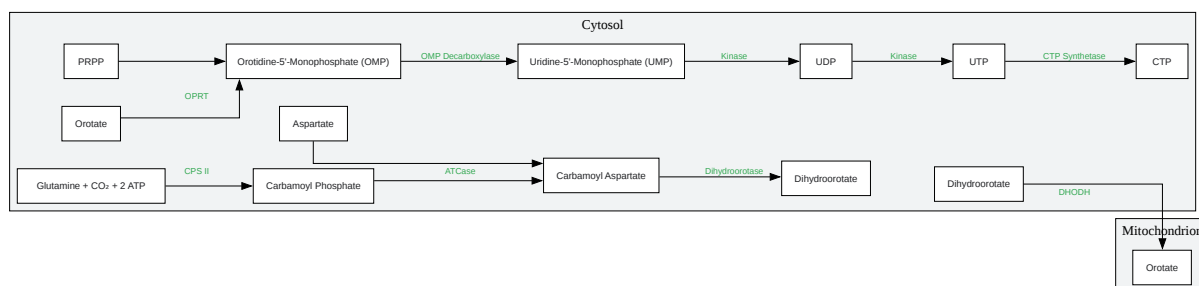 Cytosol
PRPP
Orotidine-5'-Monophosphate (OMP)
OMP Decarboxylase
Uridine-5'-Monophosphate (UMP)
Kinase
UDP
Kinase
UTP
CTP Synthetase
CTP
OPRT
Orotate
Aspartate
Glutamine + CO₂ + 2 ATP
CPS II
Carbamoyl Phosphate
ATCase
Carbamoyl Aspartate
Dihydroorotase
Dihydroorotate
Dihydroorotate
DHODH
Mitochondrion
Orotate